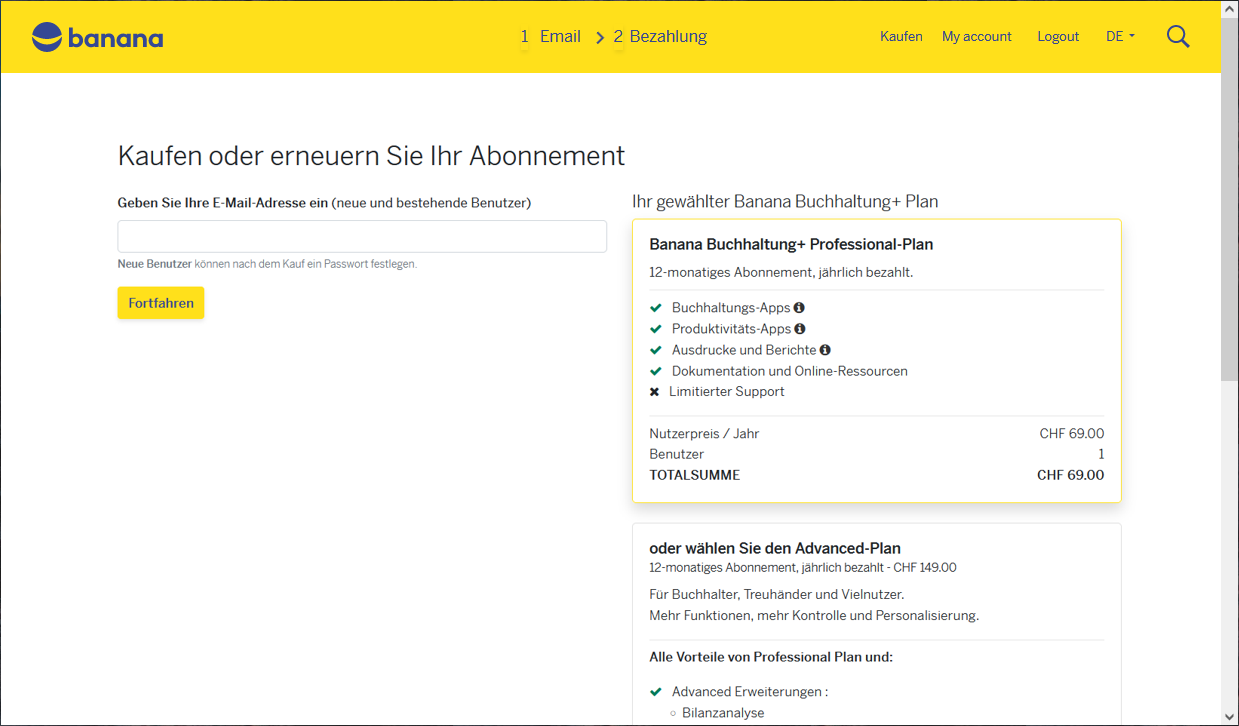 banana
1 Email 2 Bezahlung
Kaufen My account Logout DE
Kaufen oder erneuern Sie Ihr Abonnement
Geben Sie Ihre E-Mail-Adresse ein (neue und bestehende Benutzer)
Neue Benutzer können nach dem Kauf ein Passwort festlegen.
Fortfahren
Ihr gewählter Banana Buchhaltung+ Plan
Banana Buchhaltung+ Professional-Plan
12-monatiges Abonnement, jährlich bezahlt.
Buchhaltungs-Apps
Produktivitäts-Apps
Ausdrucke und Berichte
Dokumentation und Online-Ressourcen
Limitierter Support
Nutzerpreis / Jahr CHF 69.00
Benutzer 1
TOTALSUMME CHF 69.00
oder wählen Sie den Advanced-Plan
12-monatiges Abonnement, jährlich bezahlt - CHF 149.00
Für Buchhalter, Treuhänder und Vielnutzer.
Mehr Funktionen, mehr Kontrolle und Personalisierung.
Alle Vorteile von Professional Plan und:
Advanced Erweiterungen :
Bilanzanalyse